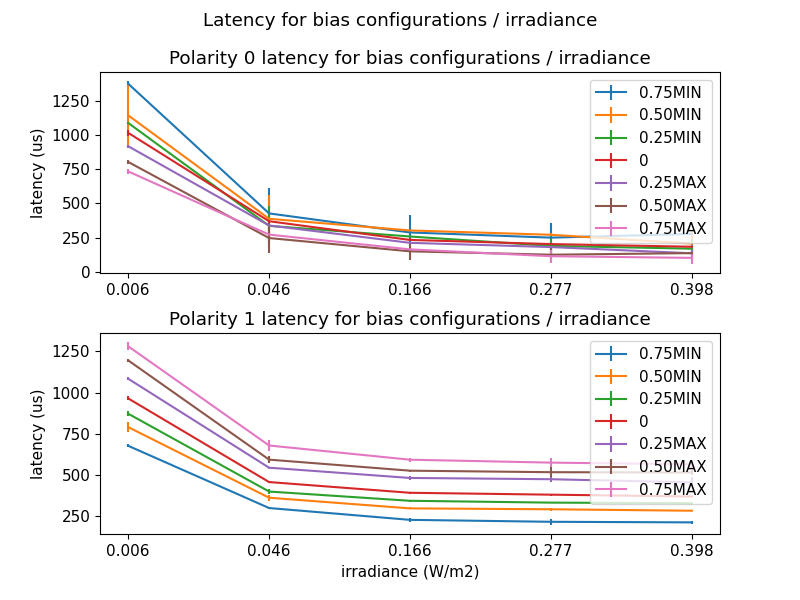 Latency for bias configurations / irradiance
Polarity 0 latency for bias configurations / irradiance
latency (us)
1250
1000
750
500
250
0
0.75MIN
0.50MIN
0.25MIN
0
0.25MAX
0.50MAX
0.75MAX
0.006 0.046 0.166 0.277 0.398
Polarity 1 latency for bias configurations / irradiance
latency (us)
1250
1000
750
500
250
0.75MIN
0.50MIN
0.25MIN
0
0.25MAX
0.50MAX
0.75MAX
0.006 0.046 0.166 0.277 0.398
irradiance (W/m2)